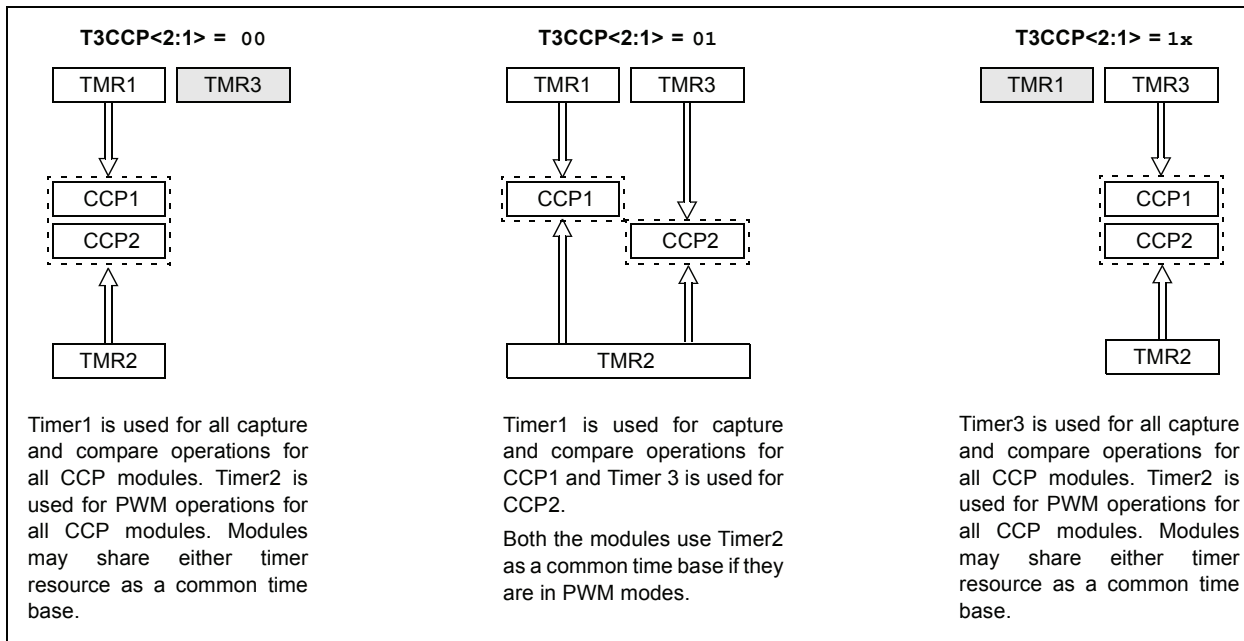 T3CCP<2:1> = 00
TMR1
TMR3
CCP1
CCP2
TMR2
Timer1 is used for all capture
and compare operations for
all CCP modules. Timer2 is
used for PWM operations for
all CCP modules. Modules
may share either timer
resource as a common time
base.
T3CCP<2:1> = 01
TMR1
TMR3
CCP1
CCP2
TMR2
Timer1 is used for capture
and compare operations for
CCP1 and Timer 3 is used for
CCP2.
Both the modules use Timer2
as a common time base if they
are in PWM modes.
T3CCP<2:1> = 1x
TMR1
TMR3
CCP1
CCP2
TMR2
Timer3 is used for all capture
and compare operations for
all CCP modules. Timer2 is
used for PWM operations for
all CCP modules. Modules
may share either timer
resource as a common time
base.